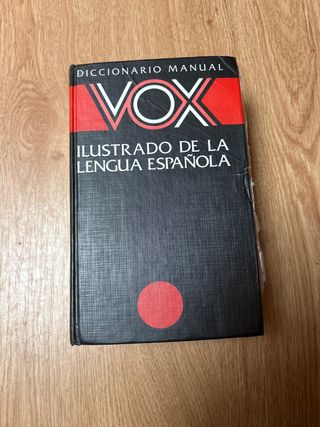 DICCIONARIO MANUAL
VOX
ILUSTRADO DE LA
LENGUA ESPAÑOLA